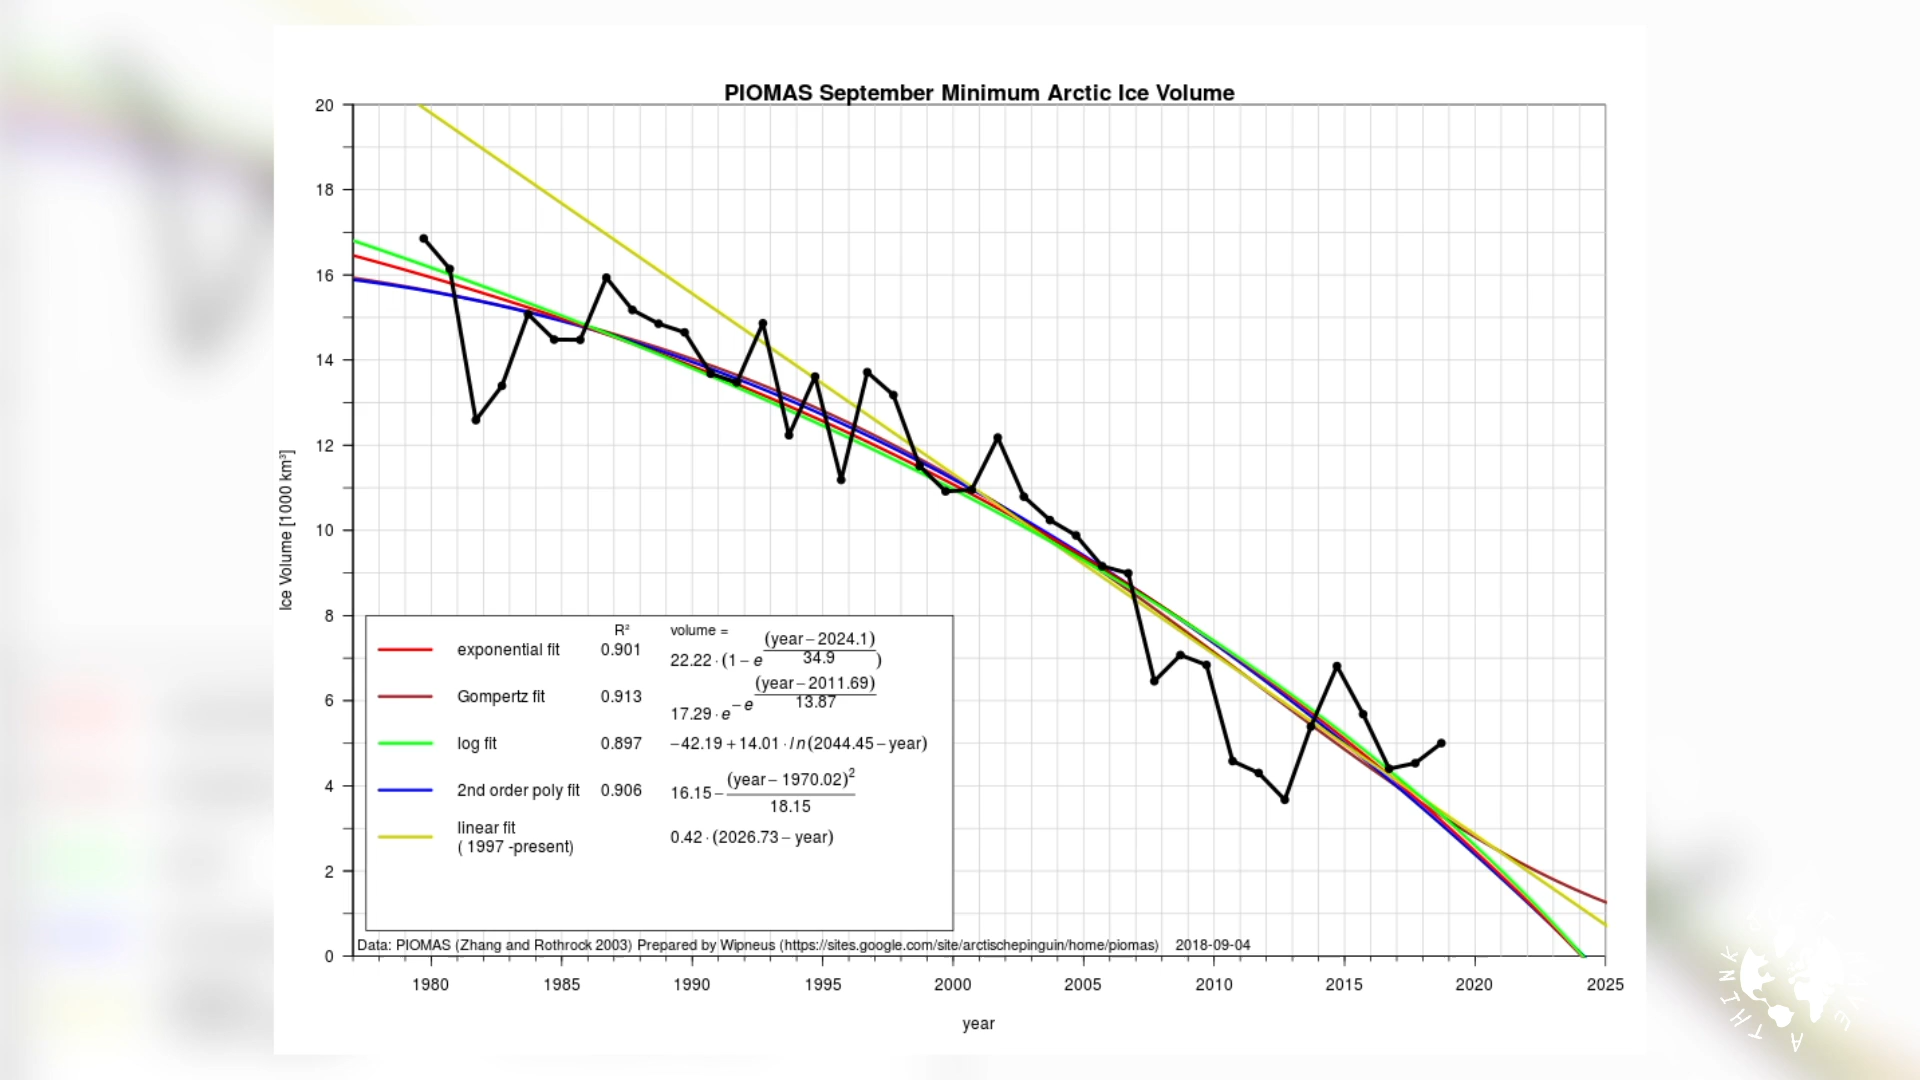 PIOMAS September Minimum Arctic Ice Volume
20
18
16
14
12
10
8
6
4
2
0
Ice Volume [1000 km³]
R² volume =
exponential fit 0.901 22.22 · (1 − e^((year − 2024.1)/34.9))
Gompertz fit 0.913 17.29 · e^(−e^((year − 2011.69)/13.87))
log fit 0.897 −42.19 + 14.01 · ln(2044.45 − year)
2nd order poly fit 0.906 16.15 − (year − 1970.02)²/18.15
linear fit
( 1997 -present) 0.42 · (2026.73 − year)
Data: PIOMAS (Zhang and Rothrock 2003) Prepared by Wipneus (https://sites.google.com/site/arctischepinguin/home/piomas) 2018-09-04
1980 1985 1990 1995 2000 2005 2010 2015 2020 2025
year
THINK
A